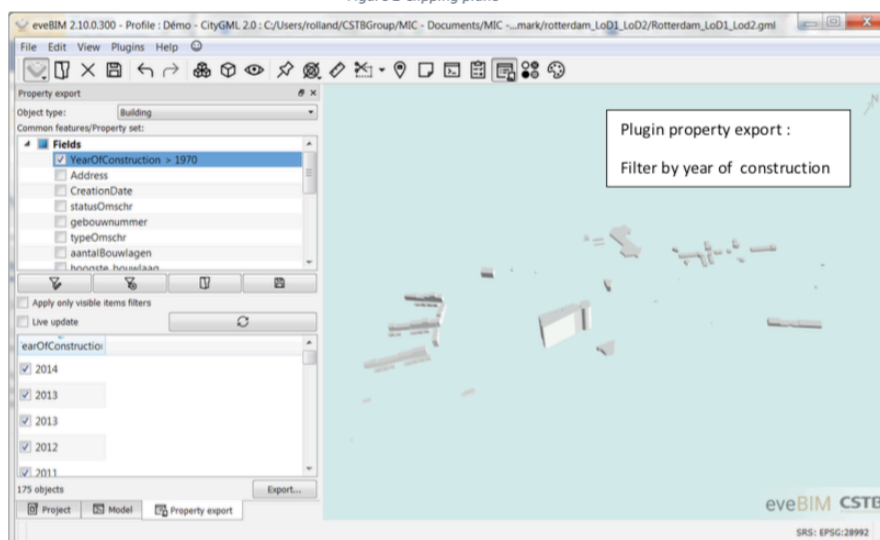 eveBIM 2.10.0.300 - Profile : Démo - CityGML 2.0 : C:/Users/rolland/CSTBGroup/MIC - Documents/MIC -...mark/rotterdam_LoD1_LoD2/Rotterdam_LoD1_Lod2.gml
File Edit View Plugins Help
Property export
Object type: Building
Common features/Property set:
Fields
YearOfConstruction > 1970
Address
CreationDate
statusOmschr
gebouwnummer
typeOmschr
aantalBouwlagen
hoogste_bouwlaag
Apply only visible items filters
Live update
earOfConstructio
2014
2013
2013
2012
2011
175 objects Export...
Project Model Property export
Plugin property export :
Filter by year of construction
N
eveBIM CSTB
SRS: EPSG:28992